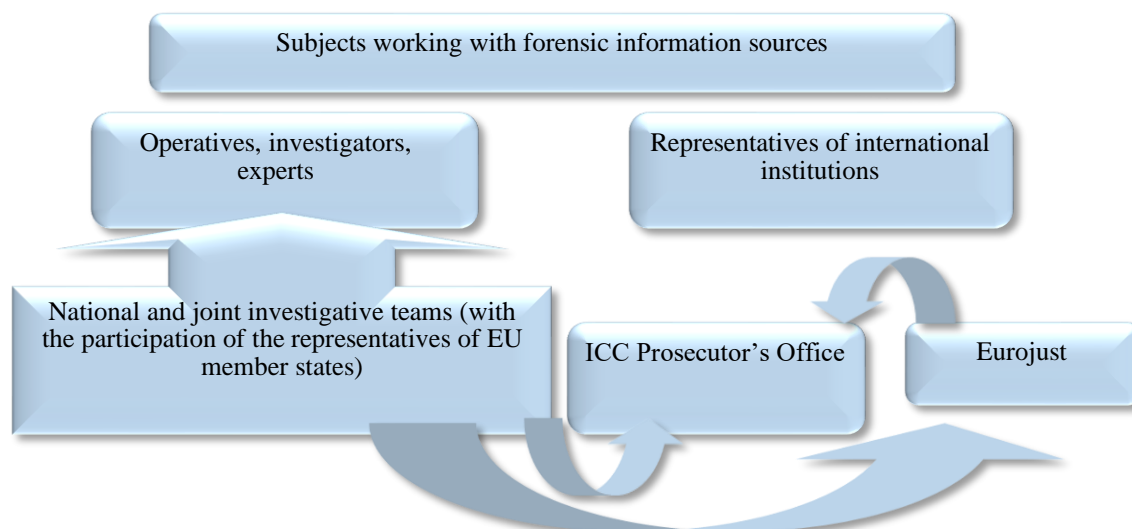 Subjects working with forensic information sources
Operatives, investigators,
experts
Representatives of international
institutions
National and joint investigative teams (with
the participation of the representatives of EU
member states)
ICC Prosecutor’s Office
Eurojust